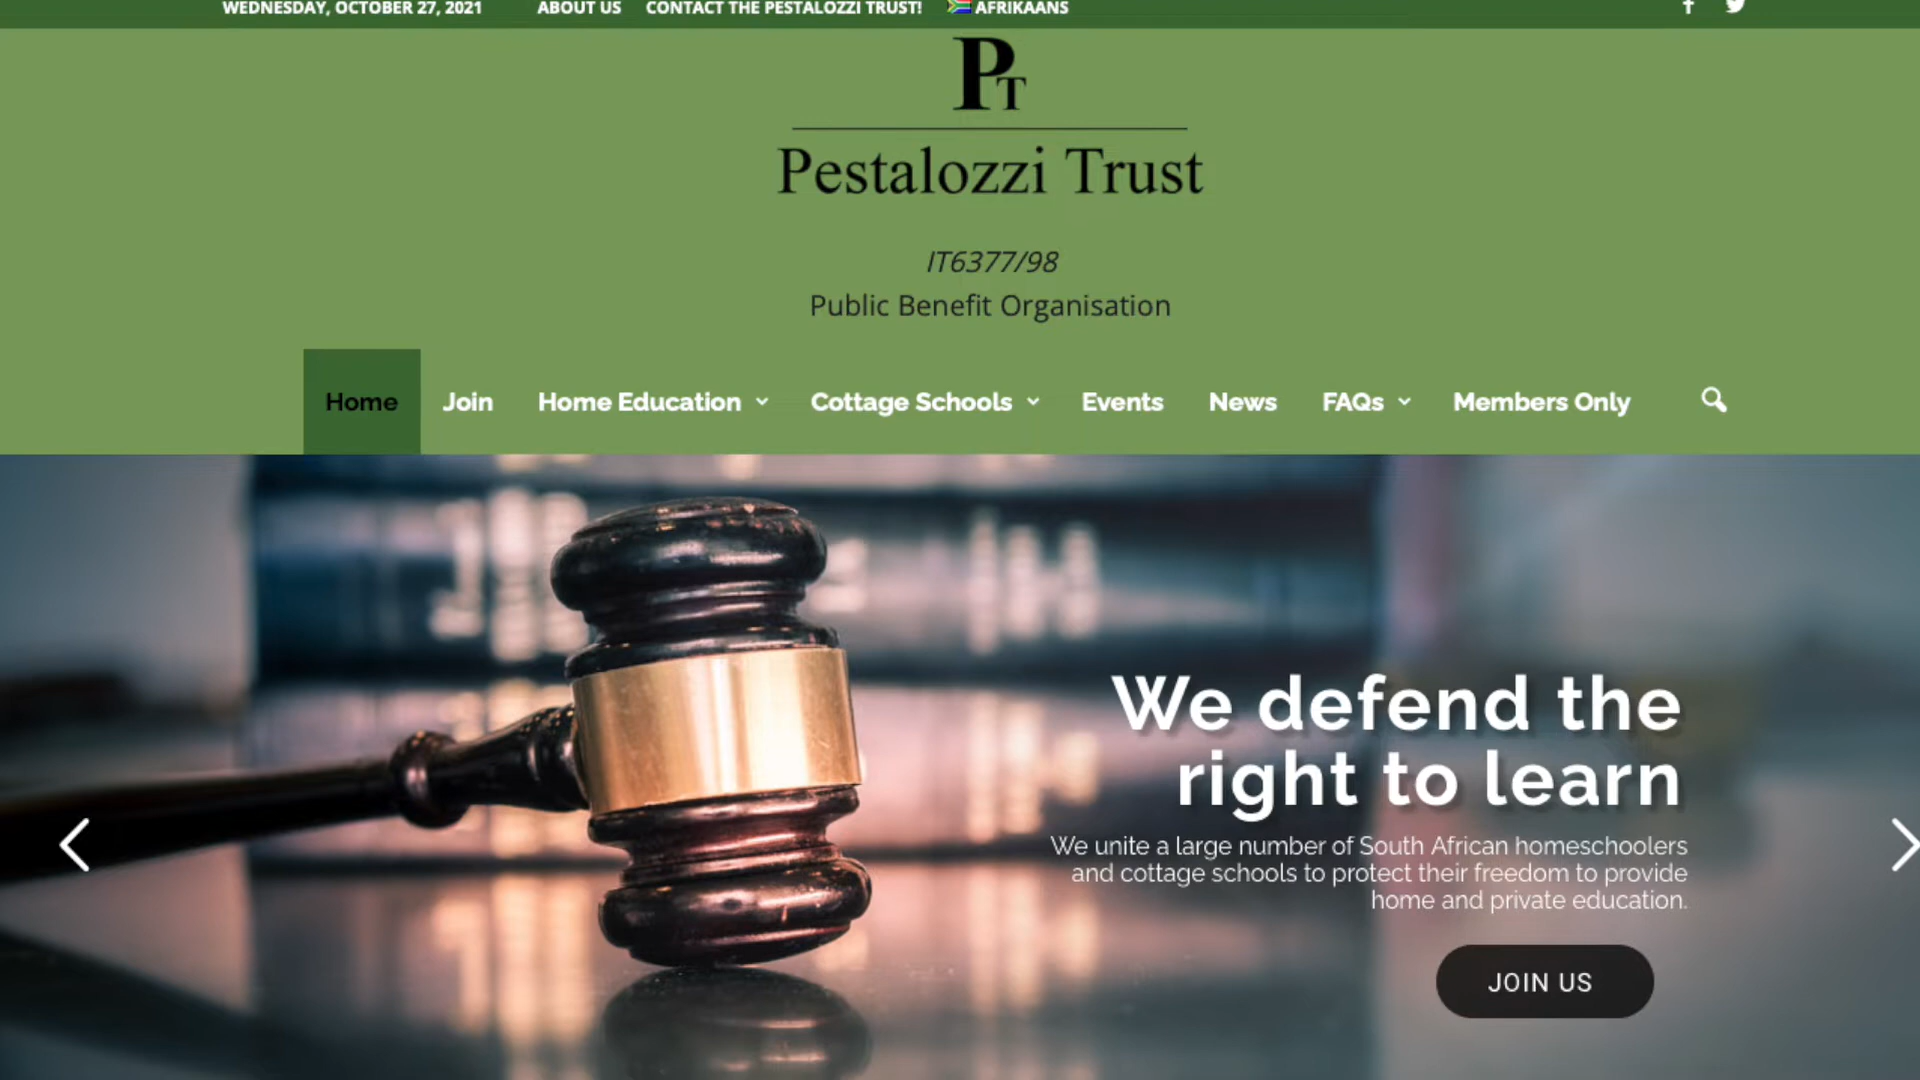 WEDNESDAY, OCTOBER 27, 2021 ABOUT US CONTACT THE PESTALOZZI TRUST! AFRIKAANS
PT
Pestalozzi Trust
IT6377/98
Public Benefit Organisation
Home Join Home Education Cottage Schools Events News FAQs Members Only
We defend the
right to learn
We unite a large number of South African homeschoolers
and cottage schools to protect their freedom to provide
home and private education.
JOIN US